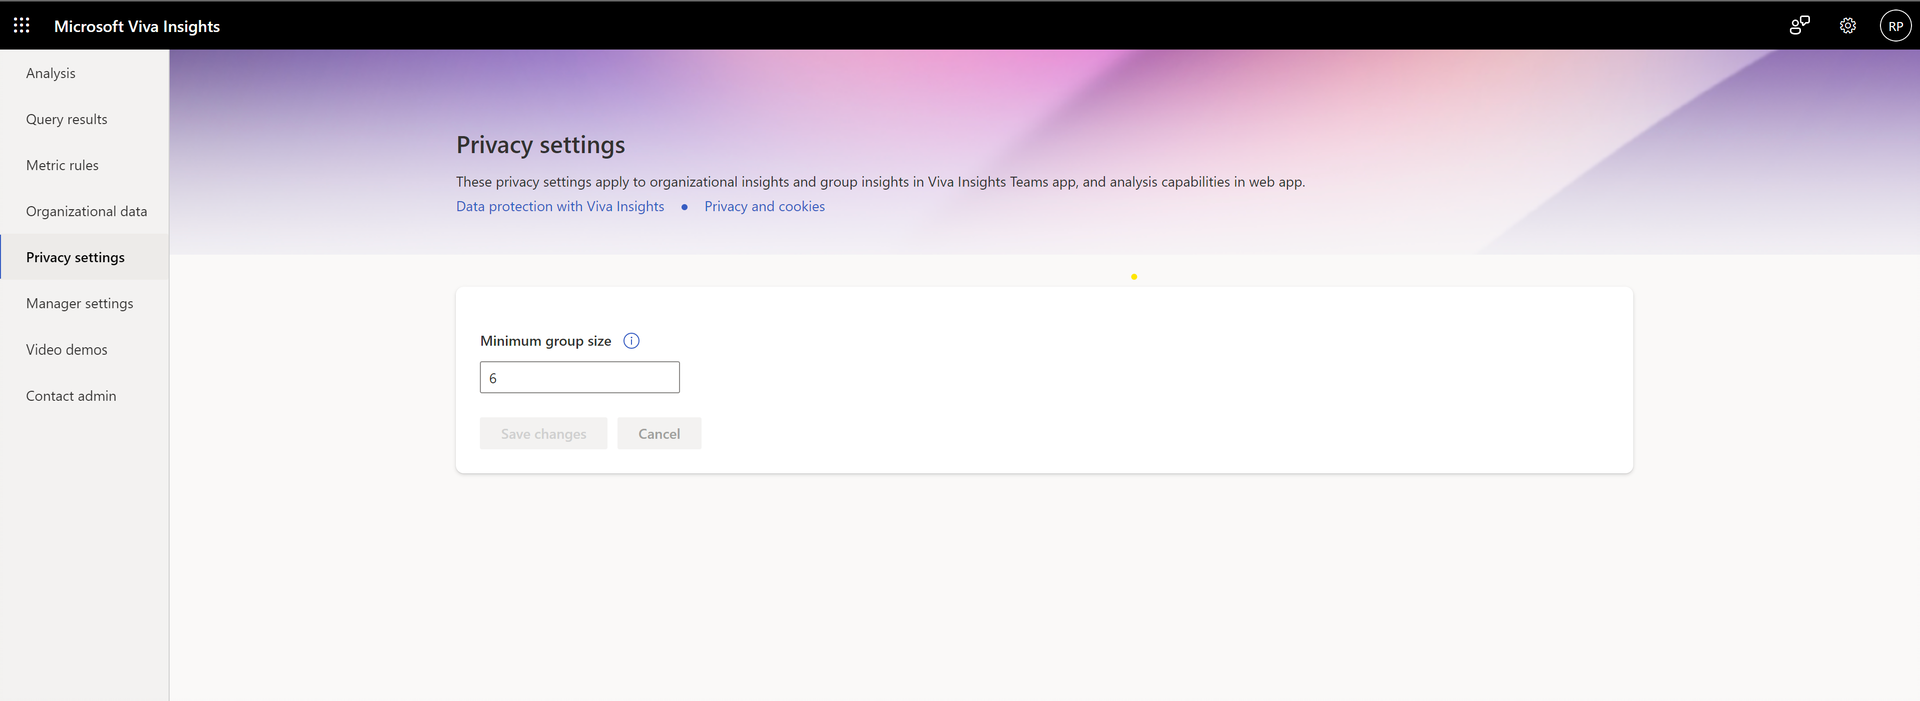 Microsoft Viva Insights
RP
Analysis
Query results
Metric rules
Organizational data
Privacy settings
Manager settings
Video demos
Contact admin
Privacy settings
These privacy settings apply to organizational insights and group insights in Viva Insights Teams app, and analysis capabilities in web app.
Data protection with Viva Insights • Privacy and cookies
Minimum group size
6
Save changes Cancel